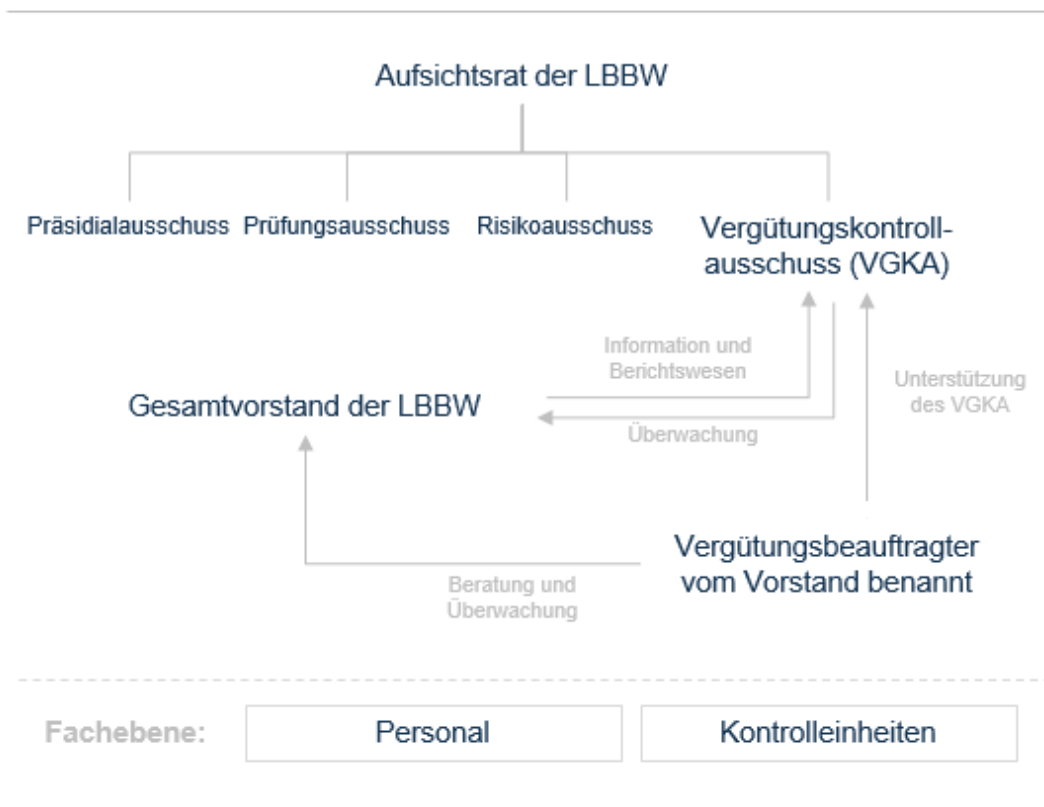 Aufsichtsrat der LBBW
Präsidialausschuss Prüfungsausschuss Risikoausschuss
Vergütungskontroll-
ausschuss (VGKA)
Information und
Berichtswesen
Unterstützung
des VGKA
Gesamtvorstand der LBBW
Überwachung
Vergütungsbeauftragter
vom Vorstand benannt
Beratung und
Überwachung
Fachebene: Personal Kontrolleinheiten